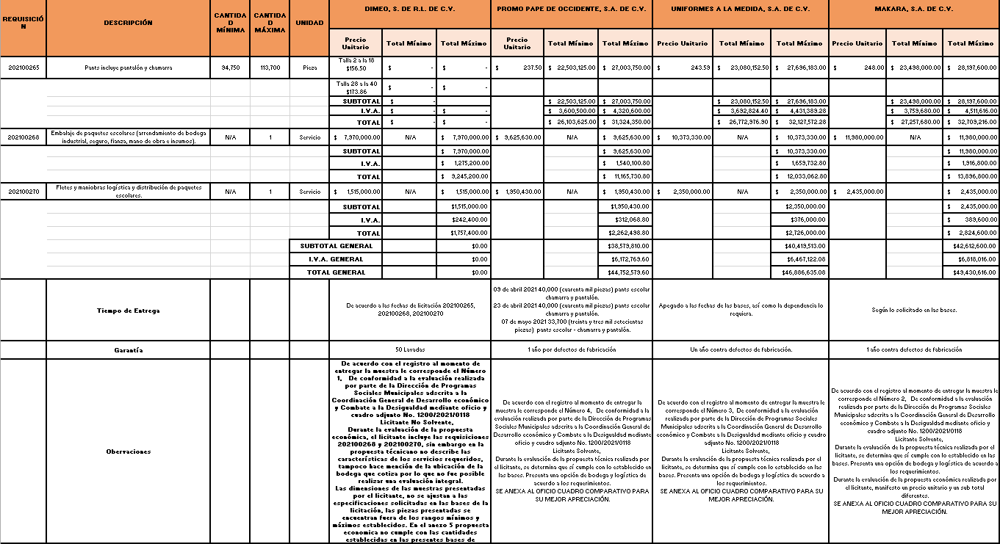 DIMEO, S. DE R.L. DE C.V. PROMO PAPE DE OCCIDENTE, S.A. DE C.V. UNIFORMES A LA MEDIDA, S.A. DE C.V. MAKARA, S.A. DE C.V.
REQUISICIÓ
N
DESCRIPCIÓN
CANTIDA
D
MÍNIMA
CANTIDA
D
MÁXIMA
UNIDAD
Precio
Unitario
Total Mínimo Total Máximo
Precio
Unitario
Total Mínimo Total Máximo
Precio Unitario Total Mínimo Total Máximo
Precio Unitario Total Mínimo Total Máximo
202100265 Pants incluye pantalón y chamarra 94,750 113,700 Pieza
Talla 2 a la 18
$156.50
$ - $ - $ 237.50 $ 22,503,125.00 $ 27,003,750.00 $ 243.59 $ 23,080,152.50 $ 27,696,183.00 $ 248.00 $ 23,498,000.00 $ 28,197,600.00
Talla 28 a la 40
$173.86
$ - $ -
SUBTOTAL $ - $ 22,503,125.00 $ 27,003,750.00 $ 23,080,152.50 $ 27,696,183.00 $ 23,498,000.00 $ 28,197,600.00
I.V.A. $ - $ - $ 3,600,500.00 $ 4,320,600.00 $ 3,692,824.40 $ 4,431,389.28 $ 3,759,680.00 $ 4,511,616.00
TOTAL $ - $ - $ 26,103,625.00 $ 31,324,350.00 $ 26,772,976.90 $ 32,127,572.28 $ 27,257,680.00 $ 32,709,216.00
202100268
Embalaje de paquetes escolares (arrendamiento de bodega
industrial, seguro, fianza, mano de obra e insumos).
N/A 1 Servicio $ 7,970,000.00 N/A $ 7,970,000.00 $ 9,625,630.00 N/A $ 9,625,630.00 $ 10,373,330.00 N/A $ 10,373,330.00 $ 11,980,000.00 N/A $ 11,980,000.00
SUBTOTAL $ 7,970,000.00 $ 9,625,630.00 $ 10,373,330.00 $ 11,980,000.00
I.V.A. $ 1,275,200.00 $ 1,540,100.80 $ 1,659,732.80 $ 1,916,800.00
TOTAL $ 9,245,200.00 $ 11,165,730.80 $ 12,033,062.80 $ 13,896,800.00
202100270
Fletes y maniobras logística y distribución de paquetes
escolares.
N/A 1 Servicio $ 1,515,000.00 N/A $ 1,515,000.00 $ 1,950,430.00 N/A $ 1,950,430.00 $ 2,350,000.00 N/A $ 2,350,000.00 $ 2,435,000.00 $ 2,435,000.00
SUBTOTAL $1,515,000.00 $1,950,430.00 $2,350,000.00 $ 2,435,000.00
I.V.A. $242,400.00 $312,068.80 $376,000.00 $ 389,600.00
TOTAL $1,757,400.00 $2,262,498.80 $2,726,000.00 $ 2,824,600.00
SUBTOTAL GENERAL $0.00 $38,579,810.00 $40,419,513.00 $42,612,600.00
I.V.A. GENERAL $0.00 $6,172,769.60 $6,467,122.08 $6,818,016.00
TOTAL GENERAL $0.00 $44,752,579.60 $46,886,635.08 $49,430,616.00
Tiempo de Entrega
De acuerdo a las fechas de licitación 202100265,
202100268, 202100270
09 de abril 2021 40,000 (cuarenta mil piezas) pants escolar
chamarra y pantalón.
23 de abril 2021 40,000 (cuarenta mil piezas) pants escolar
chamarra y pantalón.
07 de mayo 2021 33,700 (treinta y tres mil setecientas
piezas) pants escolar - chamarra y pantalón.
Apegado a las fechas de las bases, así como la dependencia lo
requiera.
Según lo solicitado en las bases.
Garantía
50 Lavadas
1 año por defectos de fabricación
Un año contra defectos de fabricación.
1 año contra defectos de fabricación
Obervaciones
De acuerdo con el registro al momento de
entregar la muestra le corresponde el Número
1, De conformidad a la evaluación realizada
por parte de la Dirección de Programas
Sociales Municipales adscrita a la
Coordinación General de Desarrollo económico
y Combate a la Desigualdad mediante oficio y
cuadro adjunto No. 1200/2021/0118
Licitante No Solvente,
Durante la evaluación de la propuesta
económica, el licitante incluye las requisiciones
202100268 y 202100270, sin embargo en la
propuesta técnicano no describe las
características de los servicios requeridos,
tampoco hace mención de la ubicación de la
bodega que cotiza por lo que no fue posible
realizar una evaluación integral.
Las dimensiones de las muestras presentadas
por el licitante, no se ajustan a las
especificaciones solicitadas en las bases de la
licitación, las piezas presentadas se
encuentran fuera de los rangos mínimos y
máximos establecidos. En el anexo 5 propuesta
economica no cumple con las cantidades
establecidas en las presentes bases de
De acuerdo con el registro al momento de entregar la
muestra le corresponde el Número 4, De conformidad a la
evaluación realizada por parte de la Dirección de Programas
Sociales Municipales adscrita a la Coordinación General de
Desarrollo económico y Combate a la Desigualdad mediante
oficio y cuadro adjunto No. 1200/2021/0118
Licitante Solvente,
Durante la evaluación de la propuesta técnica realizada por
el licitante, se determina que sí cumple con lo establecido en
las bases. Presenta una opción de bodega y logística de
acuerdo a los requerimientos.
SE ANEXA AL OFICIO CUADRO COMPARATIVO PARA
SU MEJOR APRECIACIÓN.
De acuerdo con el registro al momento de entregar la muestra le
corresponde el Número 3, De conformidad a la evaluación
realizada por parte de la Dirección de Programas Sociales
Municipales adscrita a la Coordinación General de Desarrollo
económico y Combate a la Desigualdad mediante oficio y cuadro
adjunto No. 1200/2021/0118
Licitante Solvente,
Durante la evaluación de la propuesta técnica realizada por el
licitante, se determina que sí cumple con lo establecido en las
bases. Presenta una opción de bodega y logística de acuerdo a
los requerimientos.
SE ANEXA AL OFICIO CUADRO COMPARATIVO PARA SU
MEJOR APRECIACIÓN.
De acuerdo con el registro al momento de entregar la muestra le
corresponde el Número 2, De conformidad a la evaluación
realizada por parte de la Dirección de Programas Sociales
Municipales adscrita a la Coordinación General de Desarrollo
económico y Combate a la Desigualdad mediante oficio y
cuadro adjunto No. 1200/2021/0118
Licitante Solvente,
Durante la evaluación de la propuesta técnica realizada por el
licitante, se determina que sí cumple con lo establecido en las
bases. Presenta una opción de bodega y logística de acuerdo a
los requerimientos.
Durante la evaluación de la propuesta económica realizada por
el licitante, manifesto un precio unitario y un sub total
diferentes.
SE ANEXA AL OFICIO CUADRO COMPARATIVO PARA SU
MEJOR APRECIACIÓN.